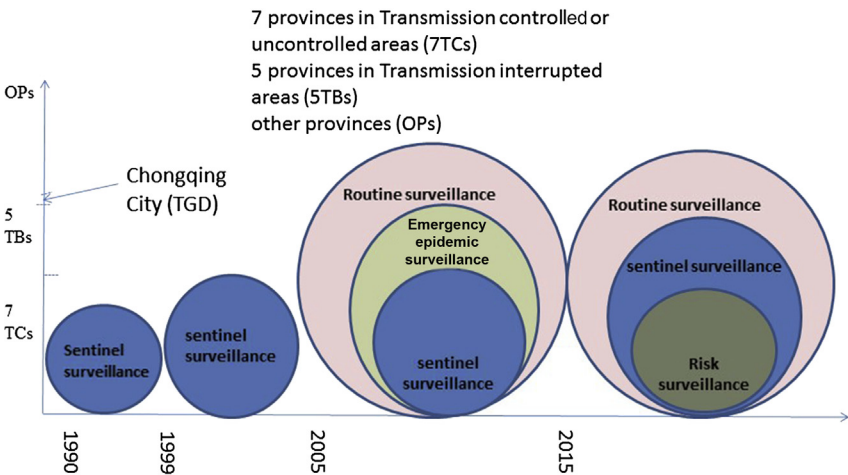 7 provinces in Transmission controlled or
uncontrolled areas (7TCs)
5 provinces in Transmission interrupted
areas (5TBs)
other provinces (OPs)
OPs
Chongqing
City (TGD)
5
TBs
7
TCs
Sentinel
surveillance
sentinel
surveillance
Routine surveillance
Emergency
epidemic
surveillance
sentinel
surveillance
Routine surveillance
sentinel surveillance
Risk
surveillance
1990
1999
2005
2015